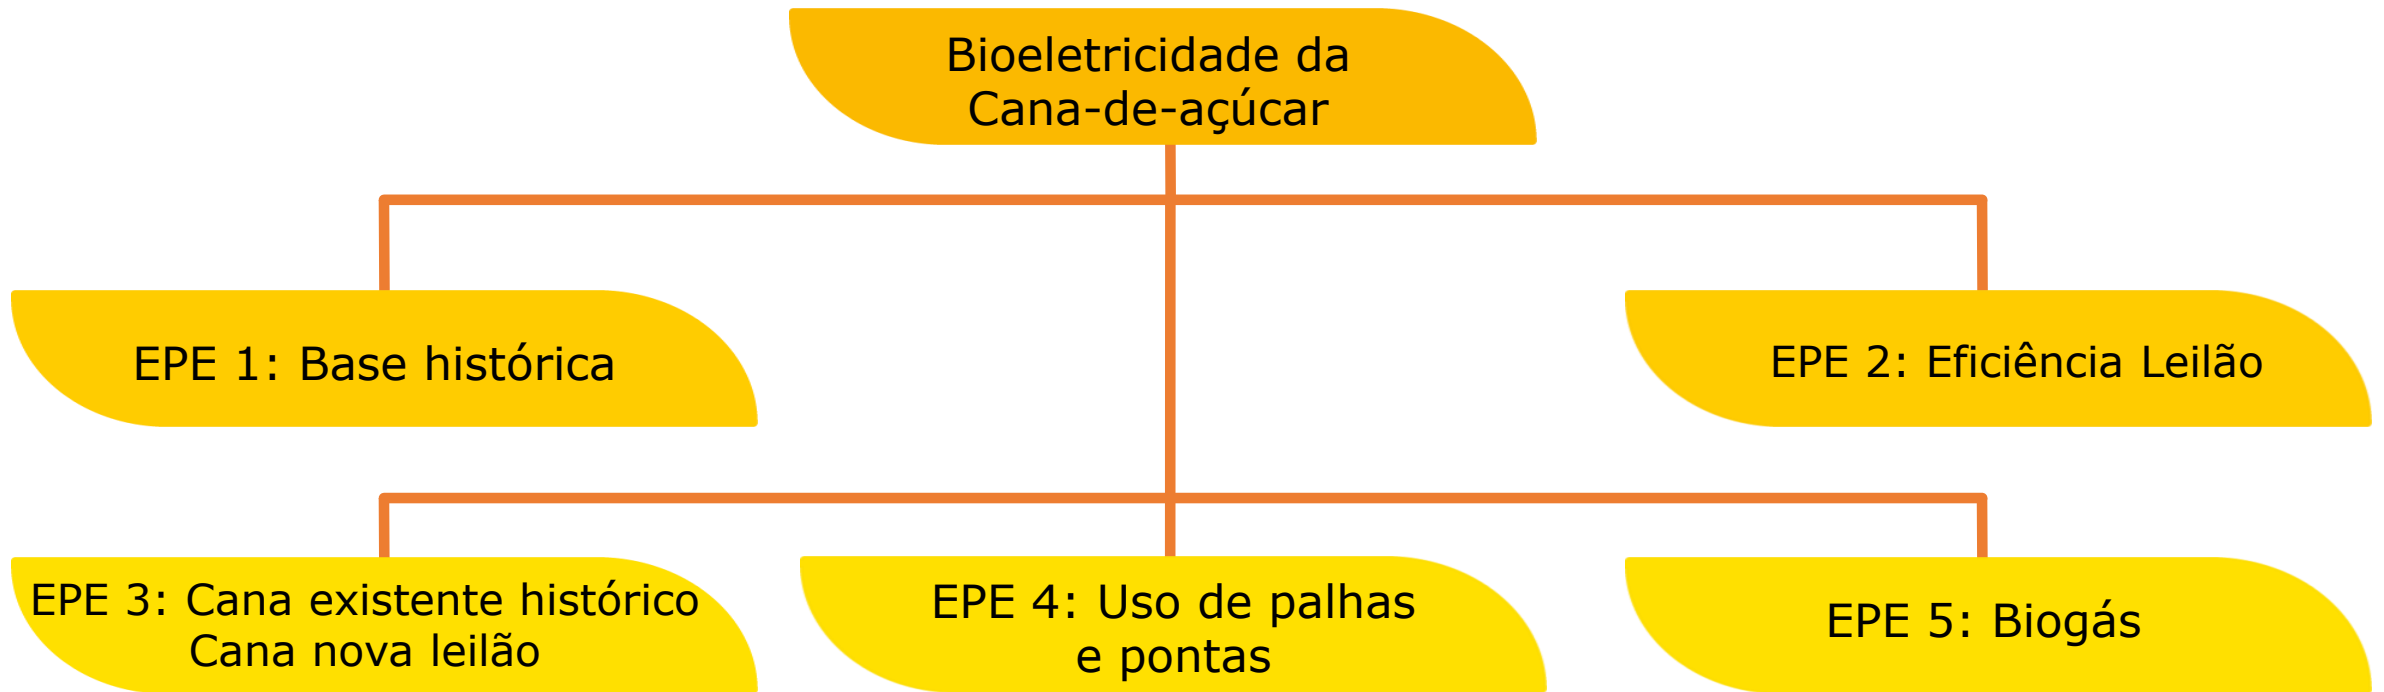 Bioeletricidade da
Cana-de-açúcar
EPE 1: Base histórica
EPE 2: Eficiência Leilão
EPE 3: Cana existente histórico
Cana nova leilão
EPE 4: Uso de palhas
e pontas
EPE 5: Biogás